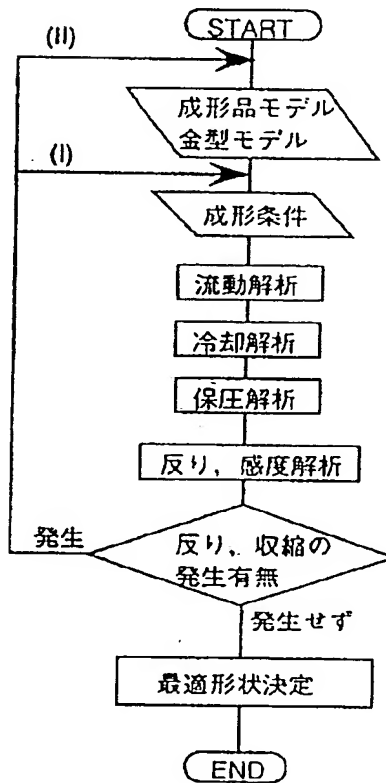 START
(II)
成形品モデル
金型モデル
(I)
成形条件
流動解析
冷却解析
保圧解析
反り，感度解析
発生
反り，収縮の
発生有無
発生せず
最適形状決定
END